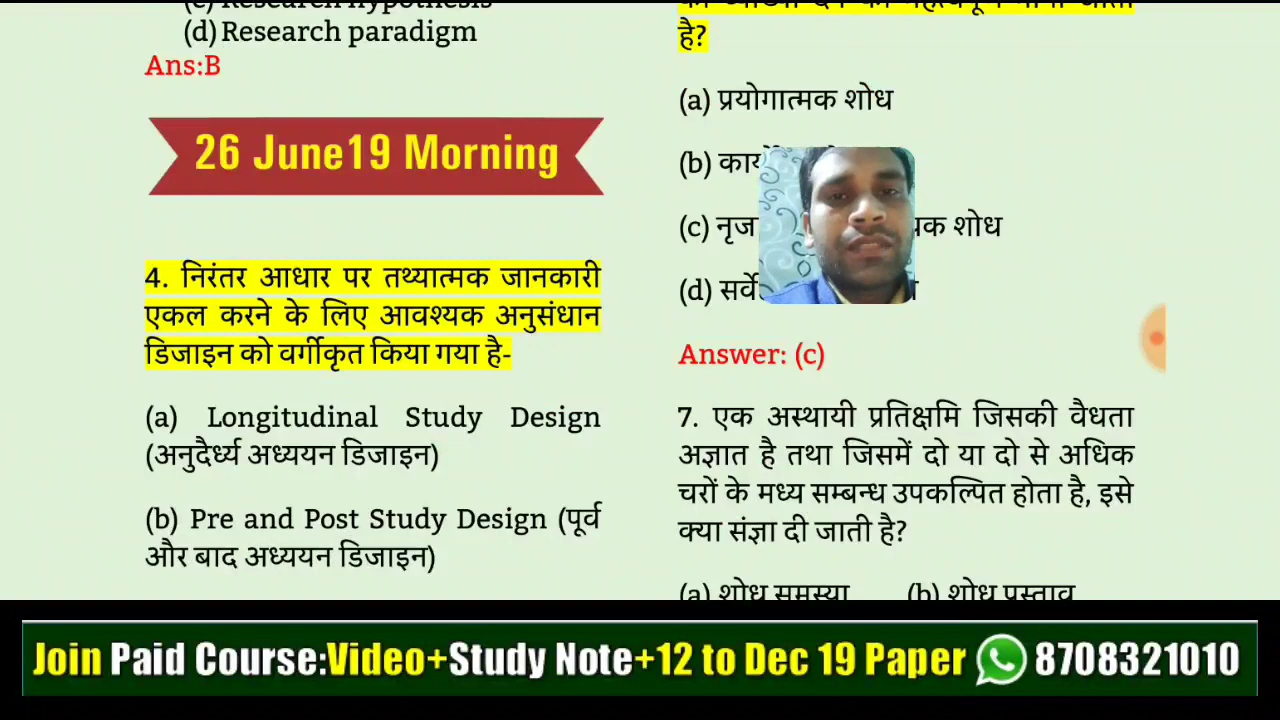 (d) Research paradigm
Ans:B
26 June19 Morning
4. निरंतर आधार पर तथ्यात्मक जानकारी
एकल करने के लिए आवश्यक अनुसंधान
डिजाइन को वर्गीकृत किया गया है-
(a) Longitudinal Study Design
(अनुदैर्ध्य अध्ययन डिजाइन)
(b) Pre and Post Study Design (पूर्व
और बाद अध्ययन डिजाइन)
है?
(a) प्रयोगात्मक शोध
(b)
(c) शोध
(d)
Answer: (c)
7. एक अस्थायी प्रतिक्षमि जिसकी वैधता
अज्ञात है तथा जिसमें दो या दो से अधिक
चरों के मध्य सम्बन्ध उपकल्पित होता है, इसे
क्या संज्ञा दी जाती है?
(a) शोध समस्या (b) शोध प्रस्ताव
Join Paid Course:Video+Study Note+12 to Dec 19 Paper 8708321010